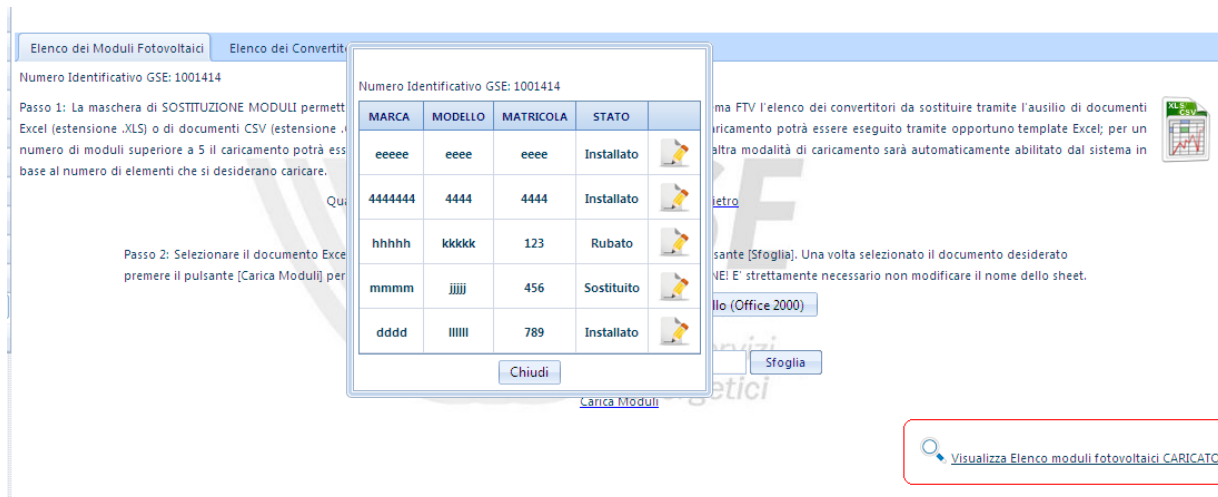 Elenco dei Moduli Fotovoltaici Elenco dei Convertito
Numero Identificativo GSE: 1001414
Passo 1: La maschera di SOSTITUZIONE MODULI permett ma FTV l'elenco dei convertitori da sostituire tramite l'ausilio di documenti
Excel (estensione .XLS) o di documenti CSV (estensione aricamento potrà essere eseguito tramite opportuno template Excel; per un
numero di moduli superiore a 5 il caricamento potrà ess altra modalità di caricamento sarà automaticamente abilitato dal sistema in
base al numero di elementi che si desiderano caricare.
Qua ietro
Passo 2: Selezionare il documento Exce sante [Sfoglia]. Una volta selezionato il documento desiderato
premere il pulsante [Carica Moduli] per NE! E' strettamente necessario non modificare il nome dello sheet.
llo (Office 2000)
Sfoglia
Carica Moduli
Visualizza Elenco moduli fotovoltaici CARICATO
Numero Identificativo GSE: 1001414
MARCA MODELLO MATRICOLA STATO
eeeee eeee eeee Installato
4444444 4444 4444 Installato
hhhhh kkkkk 123 Rubato
mmmm jjjjj 456 Sostituito
dddd llllll 789 Installato
Chiudi
XLS
CSV